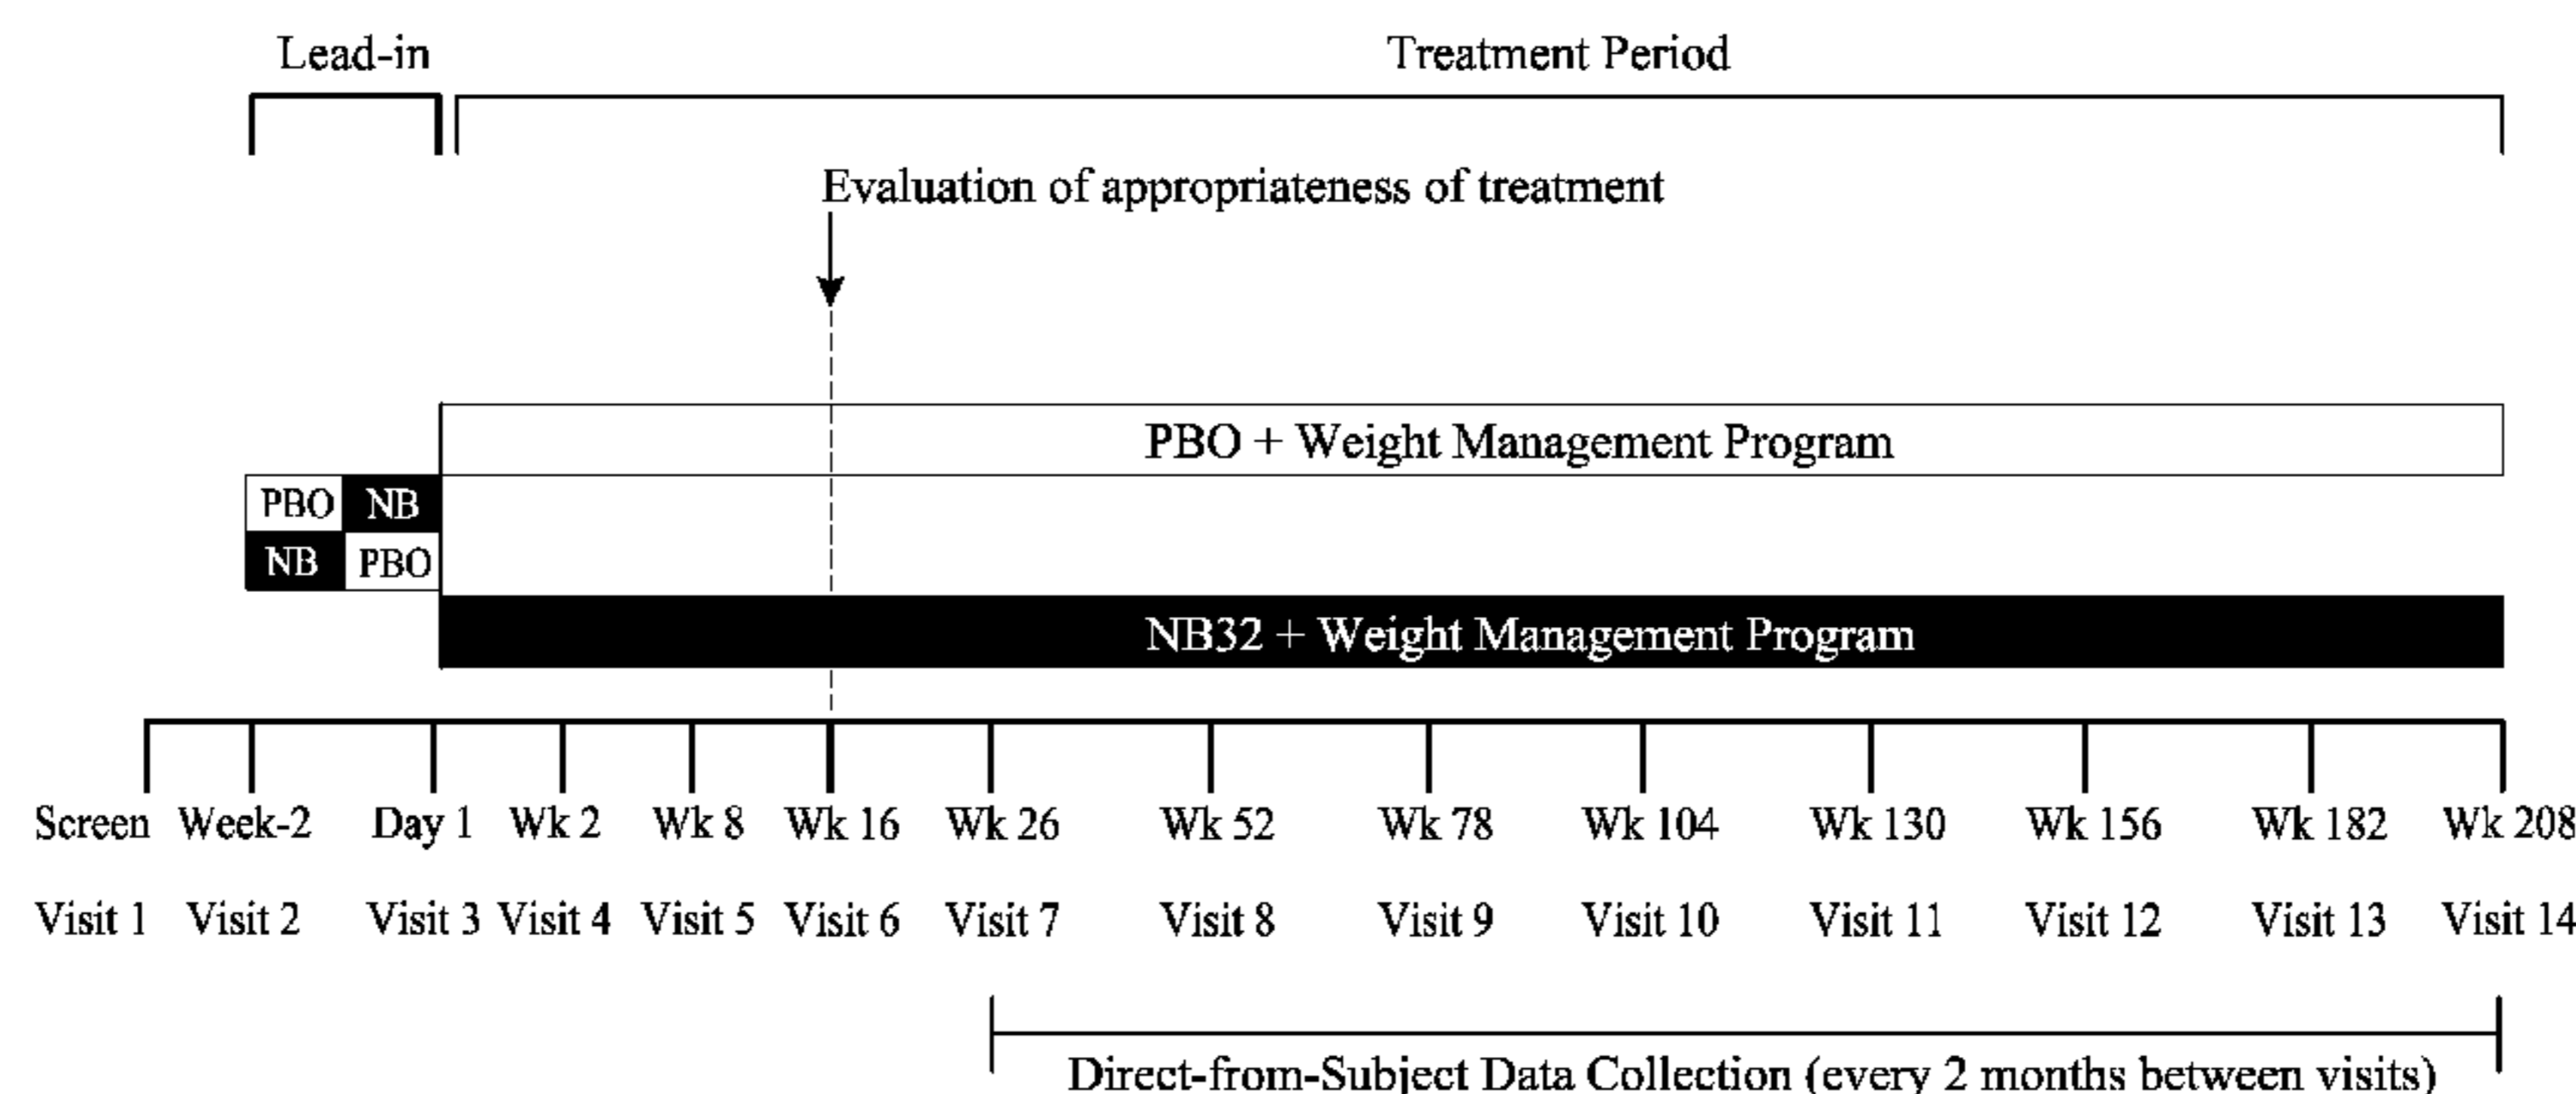 Lead-in Treatment Period
Evaluation of appropriateness of treatment
PBO + Weight Management Program
PBO NB
NB PBO
NB32 + Weight Management Program
Screen Week-2 Day 1 Wk 2 Wk 8 Wk 16 Wk 26 Wk 52 Wk 78 Wk 104 Wk 130 Wk 156 Wk 182 Wk 208
Visit 1 Visit 2 Visit 3 Visit 4 Visit 5 Visit 6 Visit 7 Visit 8 Visit 9 Visit 10 Visit 11 Visit 12 Visit 13 Visit 14
Direct-from-Subject Data Collection (every 2 months between visits)